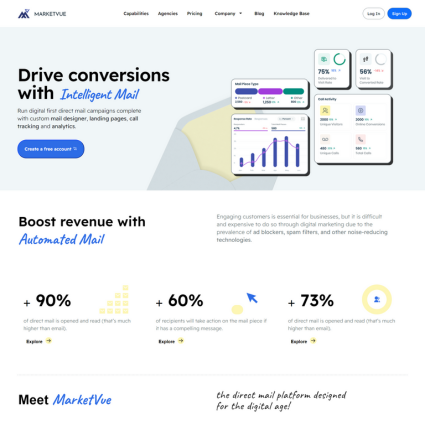 MARKETVUE
Capabilities Agencies Pricing Company Blog Knowledge Base
Log In Sign Up
Drive conversions
with Intelligent Mail
Run digital first direct mail campaigns complete
with custom mail designer, landing pages, call
tracking and analytics.
Create a free account
75%
56%
Boost revenue with
Automated Mail
Engaging customers is essential for businesses, but it is difficult
and expensive to do so through digital marketing due to the
prevalence of ad blockers, spam filters, and other noise-reducing
technologies.
+ 90%
of direct mail is opened and read (that's much
higher than email).
Explore
+ 60%
of recipients will take action on the mail piece if
it has a compelling message.
Explore
+ 73%
of direct mail is opened and read (that's much
higher than email).
Explore
Meet MarketVue
the direct mail platform designed
for the digital age!